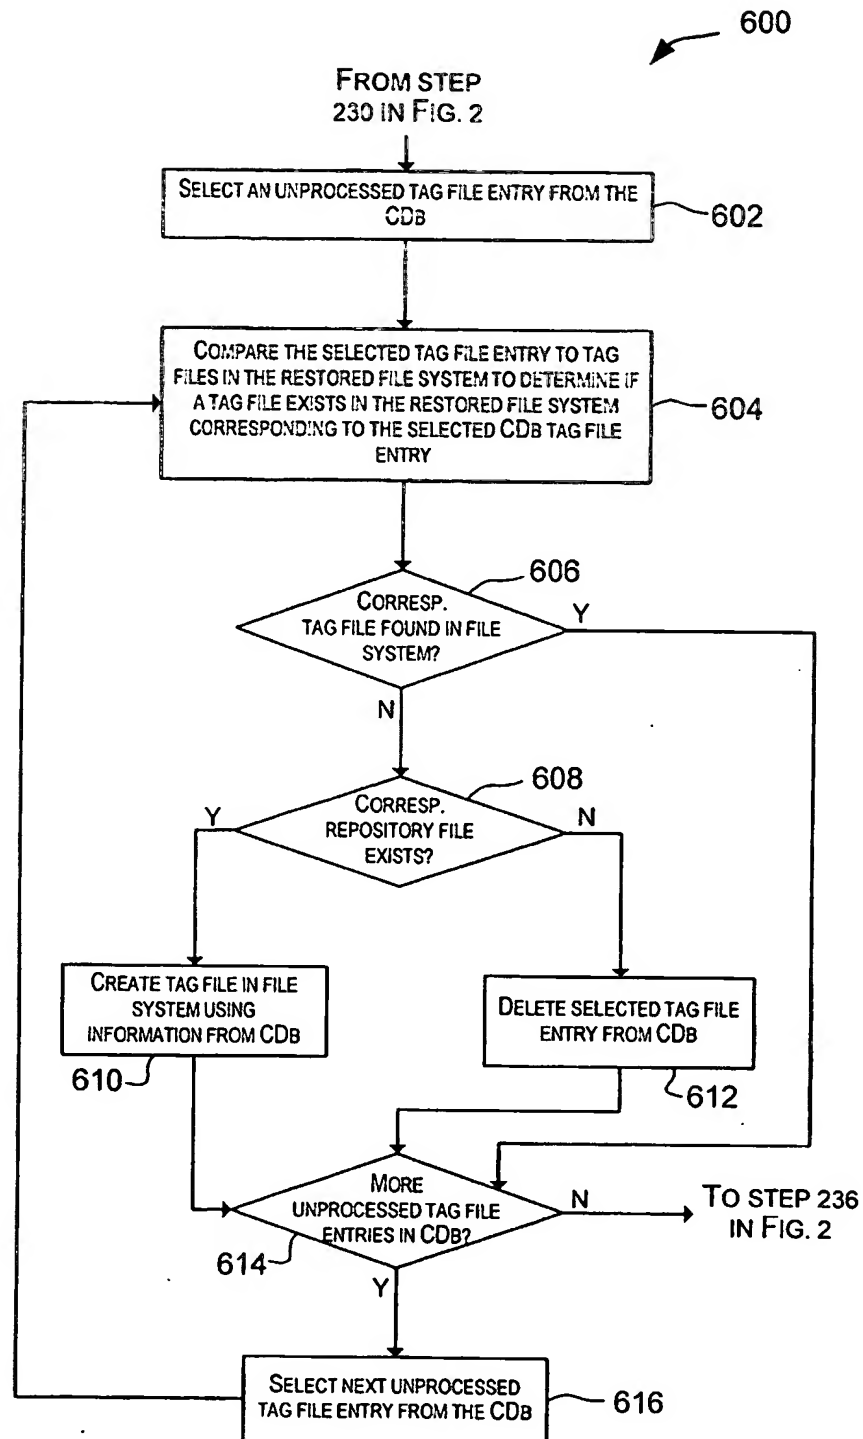 600
FROM STEP
230 IN FIG. 2
SELECT AN UNPROCESSED TAG FILE ENTRY FROM THE
CDB
602
COMPARE THE SELECTED TAG FILE ENTRY TO TAG
FILES IN THE RESTORED FILE SYSTEM TO DETERMINE IF
A TAG FILE EXISTS IN THE RESTORED FILE SYSTEM
CORRESPONDING TO THE SELECTED CDB TAG FILE
ENTRY
604
606
CORRESP.
TAG FILE FOUND IN FILE
SYSTEM?
Y
N
608
CORRESP.
REPOSITORY FILE
EXISTS?
Y
N
CREATE TAG FILE IN FILE
SYSTEM USING
INFORMATION FROM CDB
610
DELETE SELECTED TAG FILE
ENTRY FROM CDB
612
MORE
UNPROCESSED TAG FILE
ENTRIES IN CDB?
614
N
TO STEP 236
IN FIG. 2
Y
SELECT NEXT UNPROCESSED
TAG FILE ENTRY FROM THE CDB
616